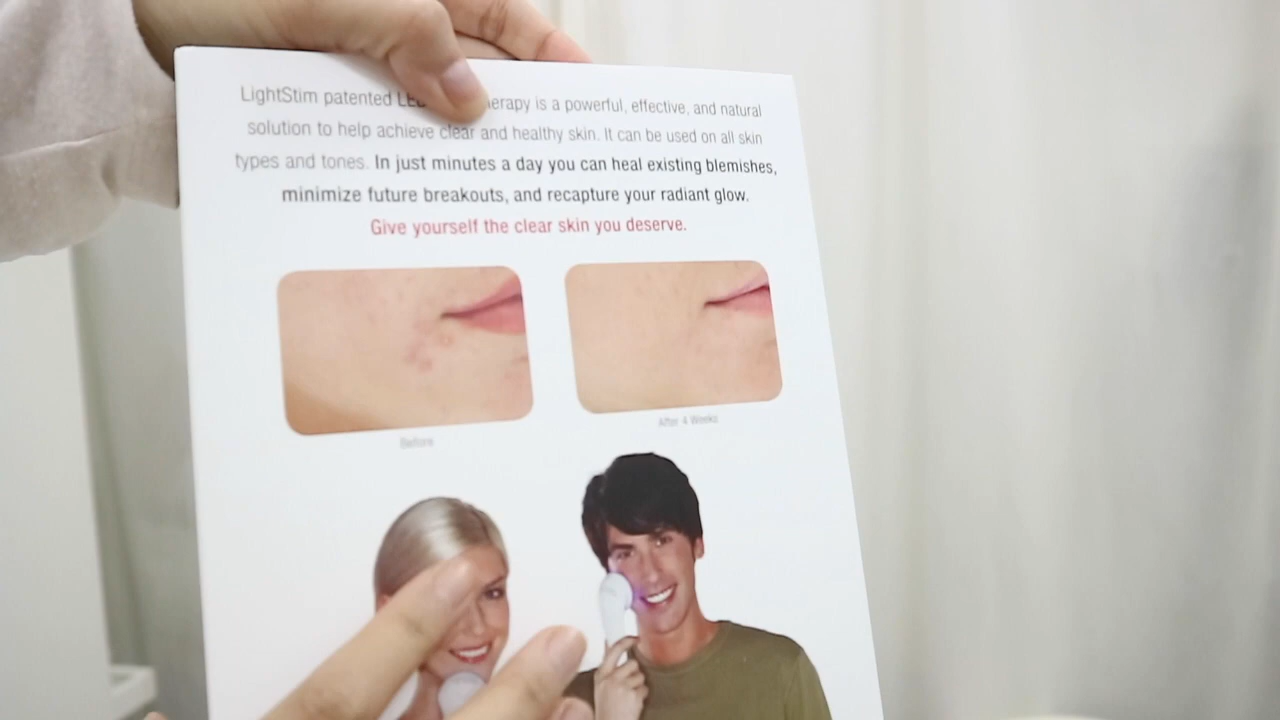 LightStim patented LED herapy is a powerful, effective, and natural
solution to help achieve clear and healthy skin. It can be used on all skin
types and tones. In just minutes a day you can heal existing blemishes,
minimize future breakouts, and recapture your radiant glow.
Give yourself the clear skin you deserve.
Before
After 4 Weeks